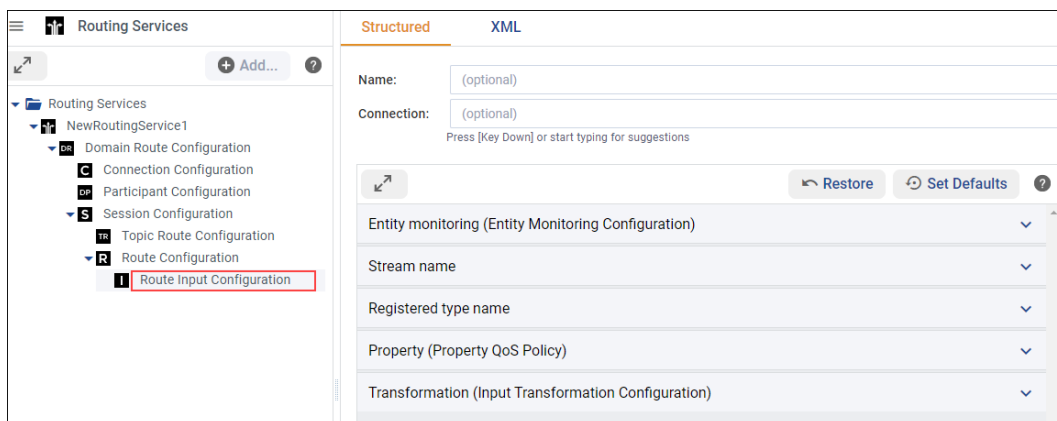 Routing Services
Structured
XML
Add...
Name:
(optional)
Connection:
(optional)
Press [Key Down] or start typing for suggestions
Routing Services
NewRoutingService1
DR Domain Route Configuration
C Connection Configuration
DP Participant Configuration
S Session Configuration
TR Topic Route Configuration
R Route Configuration
I Route Input Configuration
Restore
Set Defaults
Entity monitoring (Entity Monitoring Configuration)
Stream name
Registered type name
Property (Property QoS Policy)
Transformation (Input Transformation Configuration)